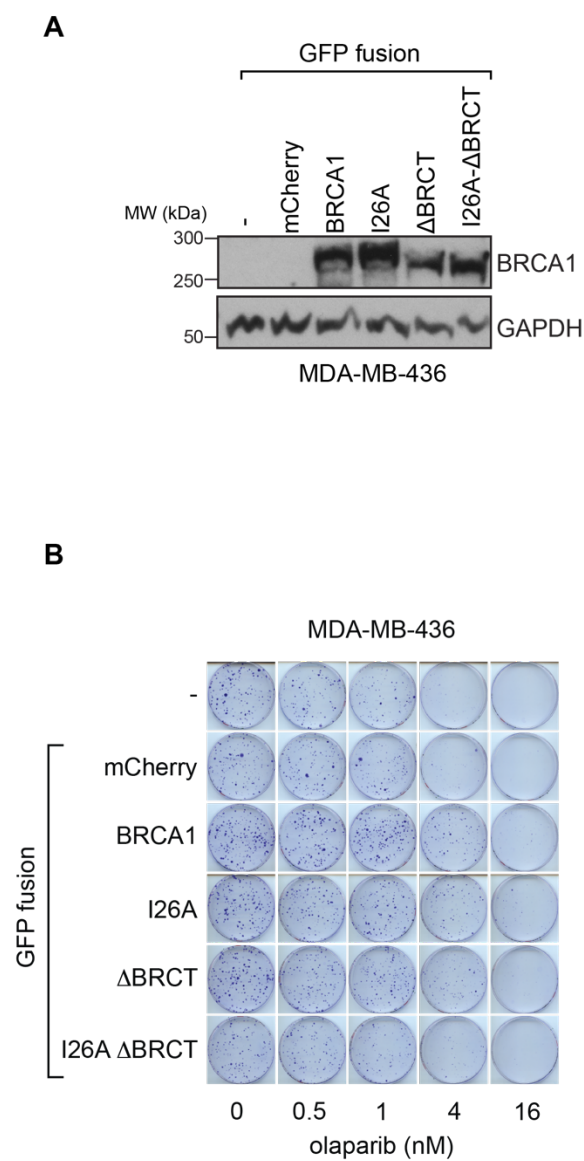 A
GFP fusion
-
mCherry
BRCA1
I26A
ΔBRCT
I26A-ΔBRCT
MW (kDa)
300
250
BRCA1
50
GAPDH
MDA-MB-436
B
MDA-MB-436
-
mCherry
BRCA1
I26A
ΔBRCT
I26A ΔBRCT
GFP fusion
0 0.5 1 4 16
olaparib (nM)